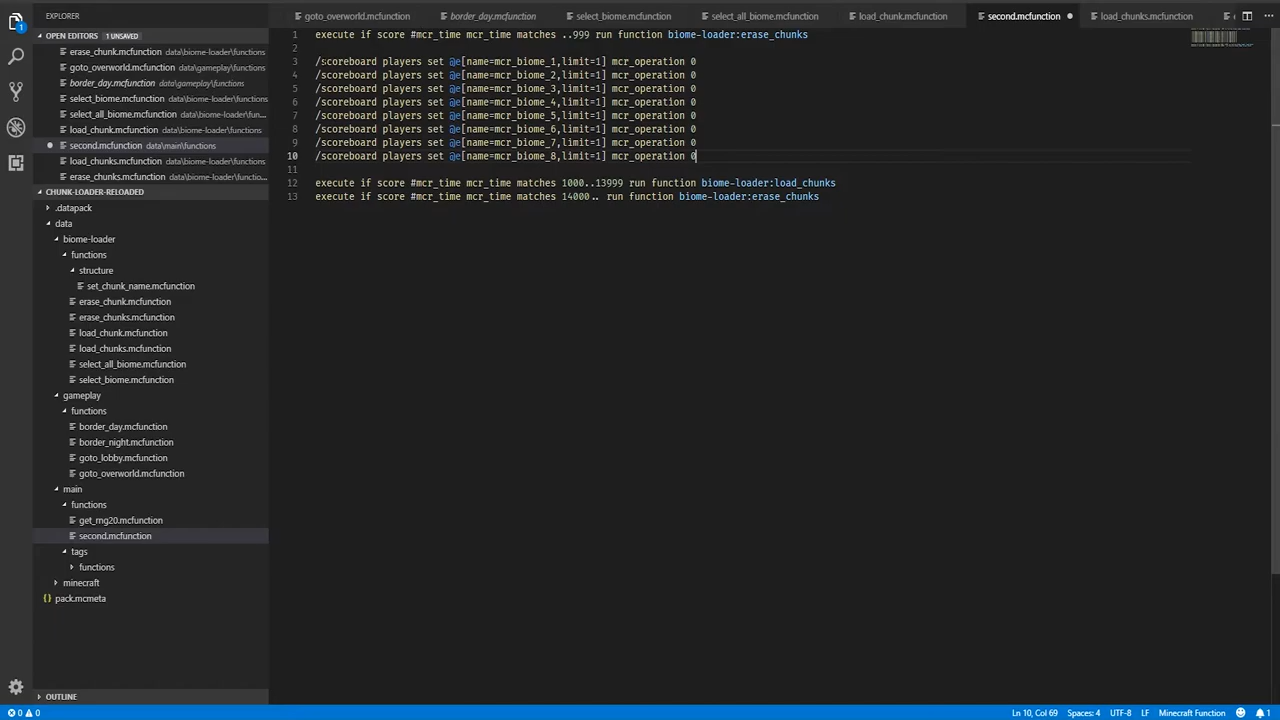 EXPLORER
OPEN EDITORS 1 UNSAVED
erase_chunk.mcfunction data\biome-loader\functions
goto_overworld.mcfunction data\gameplay\functions
border_day.mcfunction data\gameplay\functions
select_biome.mcfunction data\biome-loader\functions
select_all_biome.mcfunction data\biome-loader\fun...
load_chunk.mcfunction data\biome-loader\functions
second.mcfunction data\main\functions
load_chunks.mcfunction data\biome-loader\functions
erase_chunks.mcfunction data\biome-loader\functions
CHUNK-LOADER-RELOADED
.datapack
data
biome-loader
functions
structure
set_chunk_name.mcfunction
erase_chunk.mcfunction
erase_chunks.mcfunction
load_chunk.mcfunction
load_chunks.mcfunction
select_all_biome.mcfunction
select_biome.mcfunction
gameplay
functions
border_day.mcfunction
border_night.mcfunction
goto_lobby.mcfunction
goto_overworld.mcfunction
main
functions
get_rng20.mcfunction
second.mcfunction
tags
functions
minecraft
{} pack.mcmeta
OUTLINE
1
goto_overworld.mcfunction border_day.mcfunction select_biome.mcfunction select_all_biome.mcfunction load_chunk.mcfunction second.mcfunction load_chunks.mcfunction
1 execute if score #mcr_time mcr_time matches ..999 run function biome-loader:erase_chunks
2
3 /scoreboard players set @e[name=mcr_biome_1,limit=1] mcr_operation 0
4 /scoreboard players set @e[name=mcr_biome_2,limit=1] mcr_operation 0
5 /scoreboard players set @e[name=mcr_biome_3,limit=1] mcr_operation 0
6 /scoreboard players set @e[name=mcr_biome_4,limit=1] mcr_operation 0
7 /scoreboard players set @e[name=mcr_biome_5,limit=1] mcr_operation 0
8 /scoreboard players set @e[name=mcr_biome_6,limit=1] mcr_operation 0
9 /scoreboard players set @e[name=mcr_biome_7,limit=1] mcr_operation 0
10 /scoreboard players set @e[name=mcr_biome_8,limit=1] mcr_operation 0
11
12 execute if score #mcr_time mcr_time matches 1000..13999 run function biome-loader:load_chunks
13 execute if score #mcr_time mcr_time matches 14000.. run function biome-loader:erase_chunks
0 0 Ln 10, Col 69 Spaces: 4 UTF-8 LF Minecraft Function 1